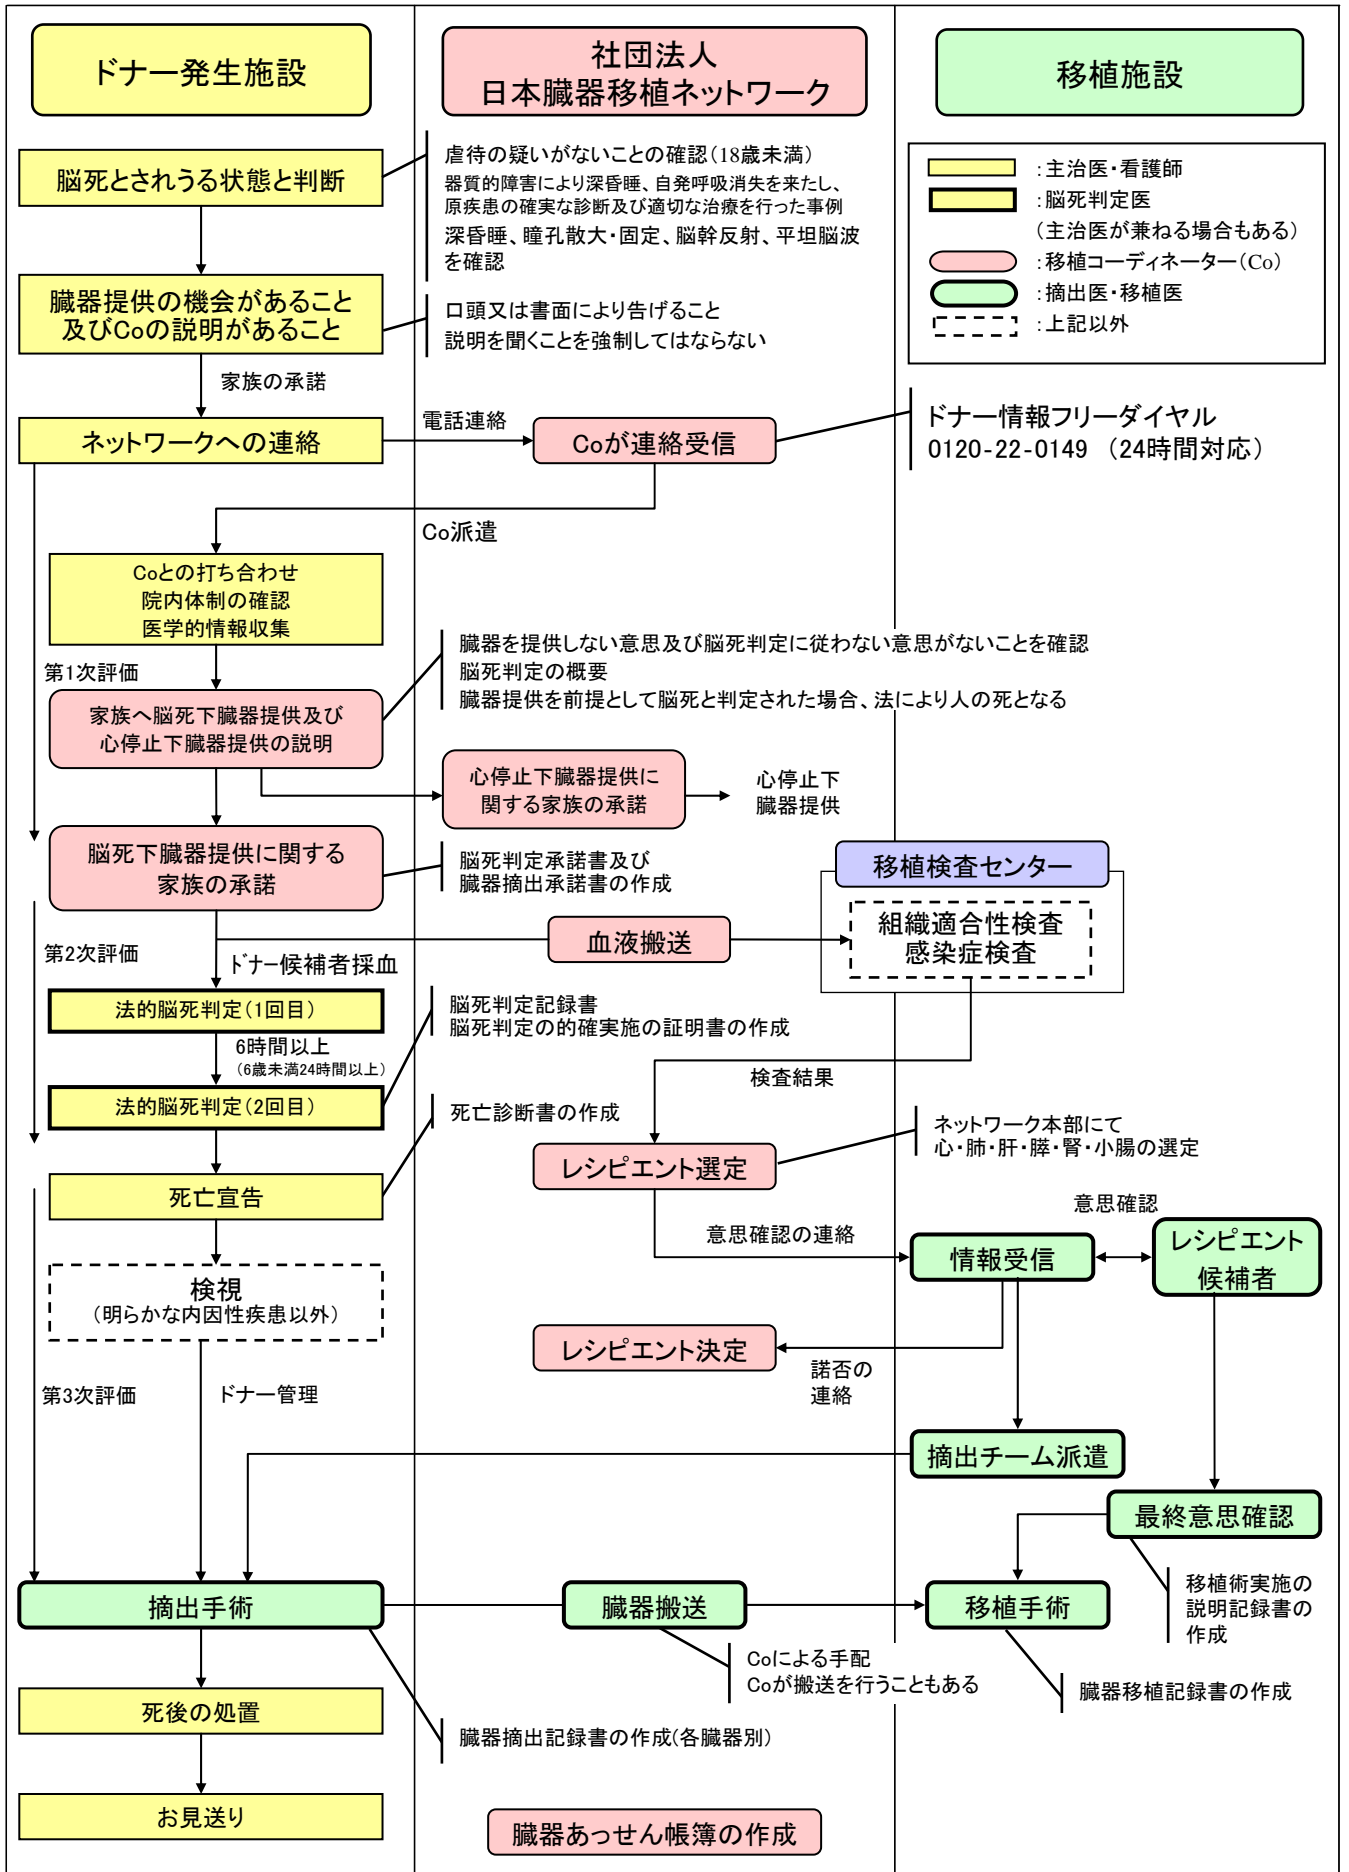 ドナー発生施設
社団法人
日本臓器移植ネットワーク
移植施設
脳死とされうる状態と判断
虐待の疑いがないことの確認(18歳未満)
器質的障害により深昏睡、自発呼吸消失を来たし、
原疾患の確実な診断及び適切な治療を行った事例
深昏睡、瞳孔散大・固定、脳幹反射、平坦脳波
を確認
:主治医・看護師
:脳死判定医
(主治医が兼ねる場合もある)
:移植コーディネーター(Co)
:摘出医・移植医
:上記以外
臓器提供の機会があること
及びCoの説明があること
口頭又は書面により告げること
説明を聞くことを強制してはならない
家族の承諾
ネットワークへの連絡
電話連絡
Coが連絡受信
ドナー情報フリーダイヤル
0120-22-0149 (24時間対応)
Co派遣
Coとの打ち合わせ
院内体制の確認
医学的情報収集
第1次評価
臓器を提供しない意思及び脳死判定に従わない意思がないことを確認
脳死判定の概要
臓器提供を前提として脳死と判定された場合、法により人の死となる
家族へ脳死下臓器提供及び
心停止下臓器提供の説明
心停止下臓器提供に
関する家族の承諾
心停止下
臓器提供
脳死下臓器提供に関する
家族の承諾
脳死判定承諾書及び
臓器摘出承諾書の作成
移植検査センター
組織適合性検査
感染症検査
血液搬送
第2次評価
ドナー候補者採血
法的脳死判定(1回目)
脳死判定記録書
脳死判定の的確実施の証明書の作成
6時間以上
(6歳未満24時間以上)
検査結果
法的脳死判定(2回目)
死亡診断書の作成
ネットワーク本部にて
心・肺・肝・膵・腎・小腸の選定
レシピエント選定
死亡宣告
意思確認の連絡
意思確認
情報受信
レシピエント
候補者
検視
(明らかな内因性疾患以外)
レシピエント決定
諾否の
連絡
第3次評価
ドナー管理
摘出チーム派遣
最終意思確認
移植術実施の
説明記録書の
作成
摘出手術
臓器搬送
移植手術
Coによる手配
Coが搬送を行うこともある
臓器移植記録書の作成
死後の処置
臓器摘出記録書の作成(各臓器別)
お見送り
臓器あっせん帳簿の作成